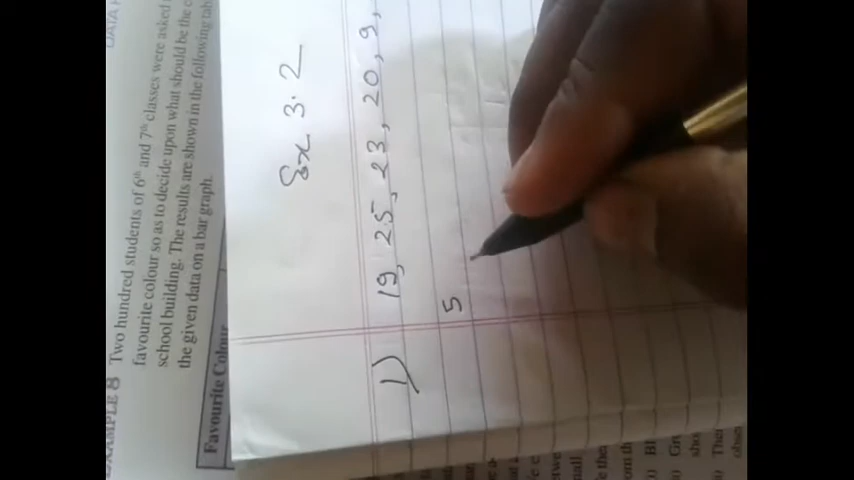 EXAMPLE 8 Two hundred students of 6th and 7th classes were asked
favourite colour so as to decide upon what should be the
school building. The results are shown in the following
the given data on a bar graph.
Favourite Colour
Ex 3.2
1) 19, 25, 23, 20, 9,
5